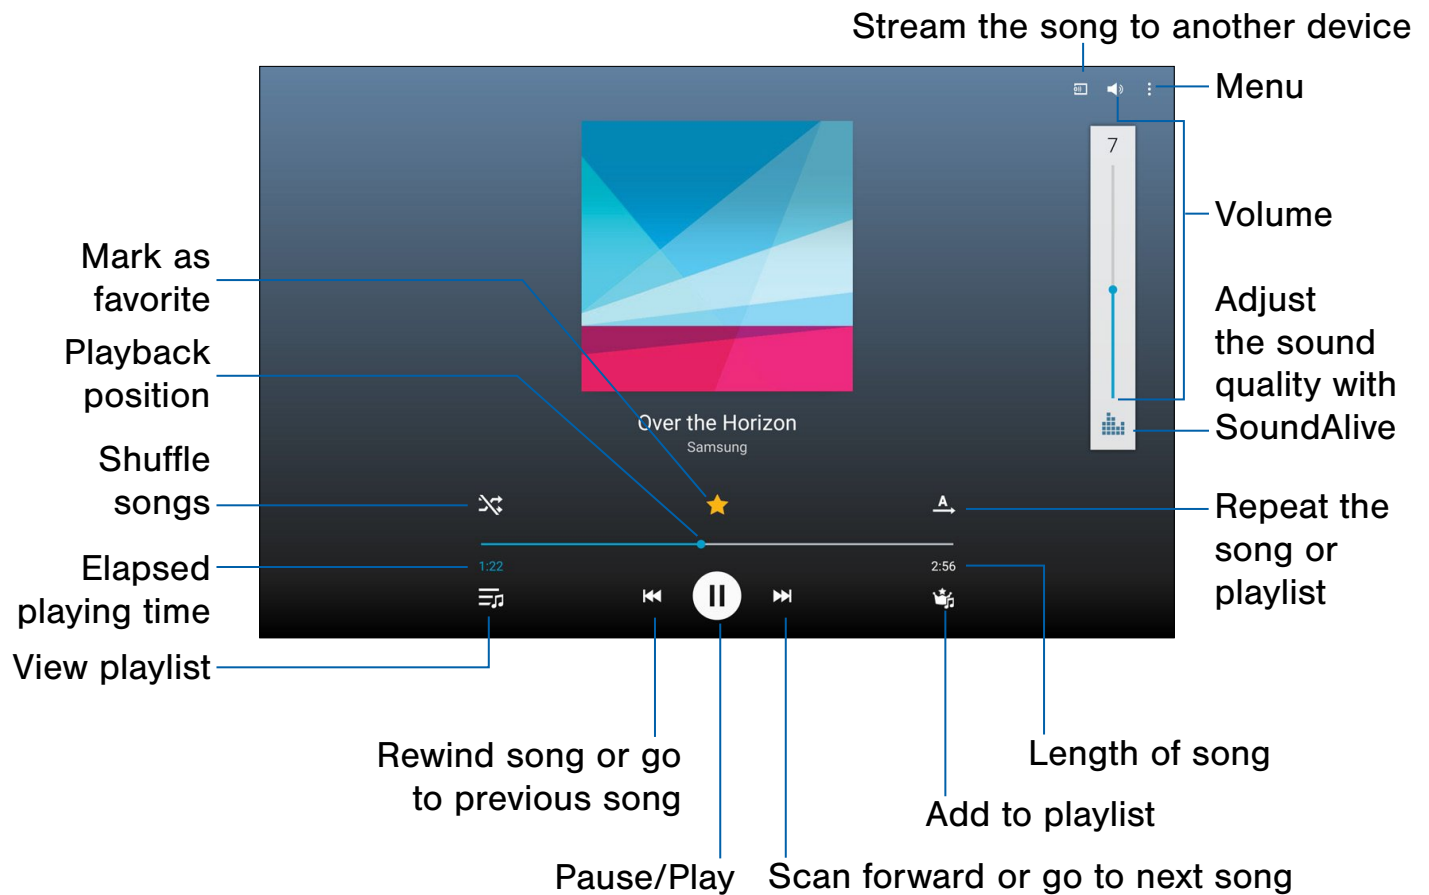 Stream the song to another device
Menu
7
Volume
Mark as
favorite
Adjust
the sound
quality with
SoundAlive
Playback
position
Over the Horizon
Samsung
Shuffle
songs
A
Repeat the
song or
playlist
Elapsed
playing time
1:22
2:56
View playlist
Rewind song or go
to previous song
Length of song
Add to playlist
Pause/Play
Scan forward or go to next song